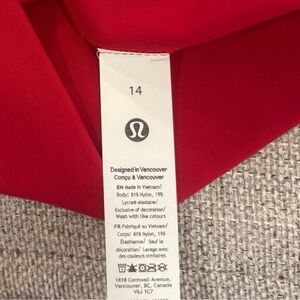 14
Designed in Vancouver
Conçu à Vancouver
EN Made in Vietnam/
Body: 81% Nylon, 19%
Lycra® elastane/
Exclusive of decoration/
Wash with like colours
FR Fabriqué au Vietnam/
Corps: 81% Nylon, 19%
Élasthanne/ Sauf la
décoration/ Lavage avec
des couleurs similaires
1818 Cornwall Avenue,
Vancouver, BC, Canada
V6J 1C7